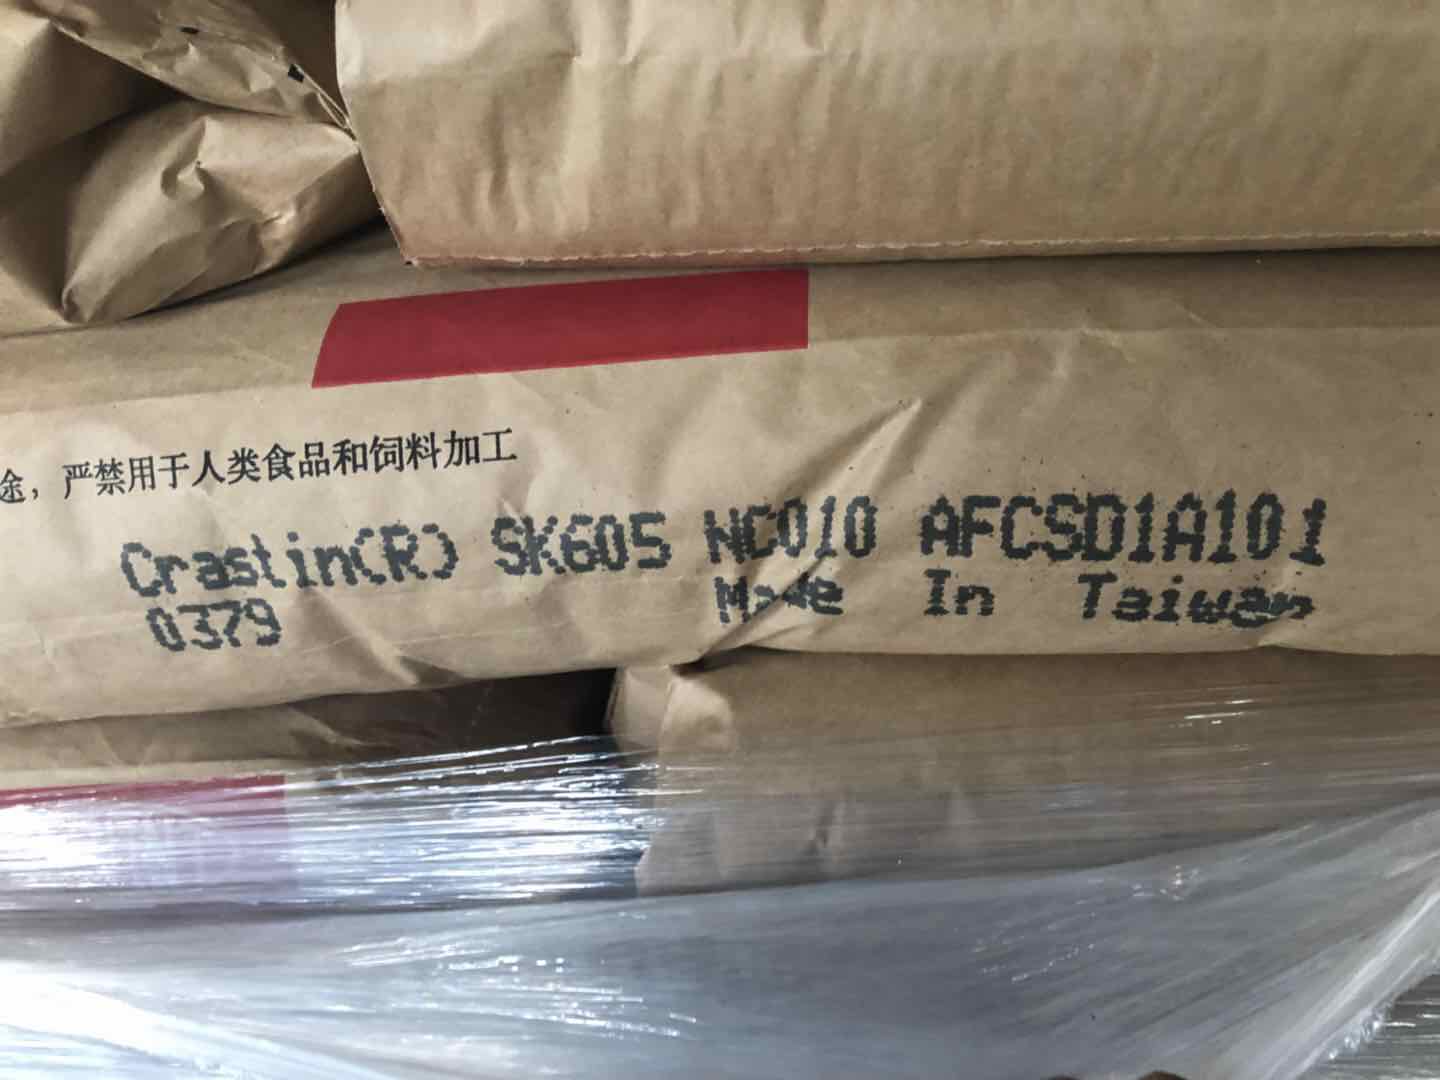 途，严禁用于人类食品和饲料加工
Crastin(R) SK605 NC010 AFCSD1A101
0379 Made In Taiwan